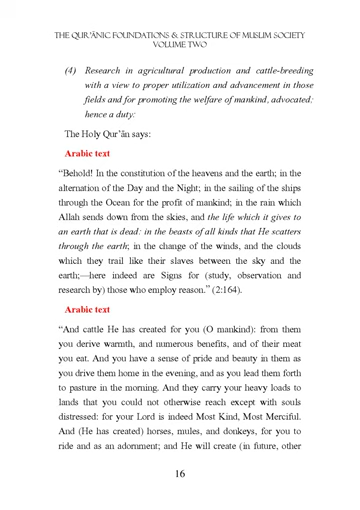 THE QUR'ĀNIC FOUNDATIONS & STRUCTURE OF MUSLIM SOCIETY
VOLUME TWO
(4) Research in agricultural production and cattle-breeding
with a view to proper utilization and advancement in those
fields and for promoting the welfare of mankind, advocated:
hence a duty:
The Holy Qur'ān says:
Arabic text
“Behold! In the constitution of the heavens and the earth; in the
alternation of the Day and the Night; in the sailing of the ships
through the Ocean for the profit of mankind; in the rain which
Allah sends down from the skies, and the life which it gives to
an earth that is dead: in the beasts of all kinds that He scatters
through the earth; in the change of the winds, and the clouds
which they trail like their slaves between the sky and the
earth;—here indeed are Signs for (study, observation and
research by) those who employ reason.” (2:164).
Arabic text
“And cattle He has created for you (O mankind): from them
you derive warmth, and numerous benefits, and of their meat
you eat. And you have a sense of pride and beauty in them as
you drive them home in the evening, and as you lead them forth
to pasture in the morning. And they carry your heavy loads to
lands that you could not otherwise reach except with souls
distressed: for your Lord is indeed Most Kind, Most Merciful.
And (He has created) horses, mules, and donkeys, for you to
ride and as an adornment; and He will create (in future, other
16